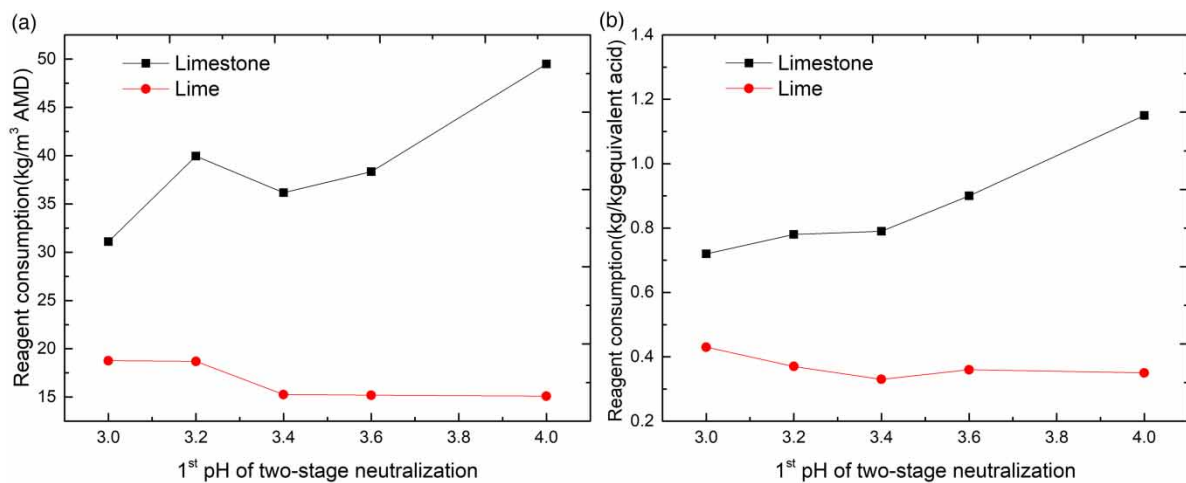 (a)
Reagent consumption(kg/m³ AMD)
50
45
40
35
30
25
20
15
Limestone
Lime
3.0 3.2 3.4 3.6 3.8 4.0
1st pH of two-stage neutralization
(b)
Reagent consumption(kg/kgequivalent acid)
1.4
1.2
1.0
0.8
0.6
0.4
0.2
Limestone
Lime
3.0 3.2 3.4 3.6 3.8 4.0
1st pH of two-stage neutralization